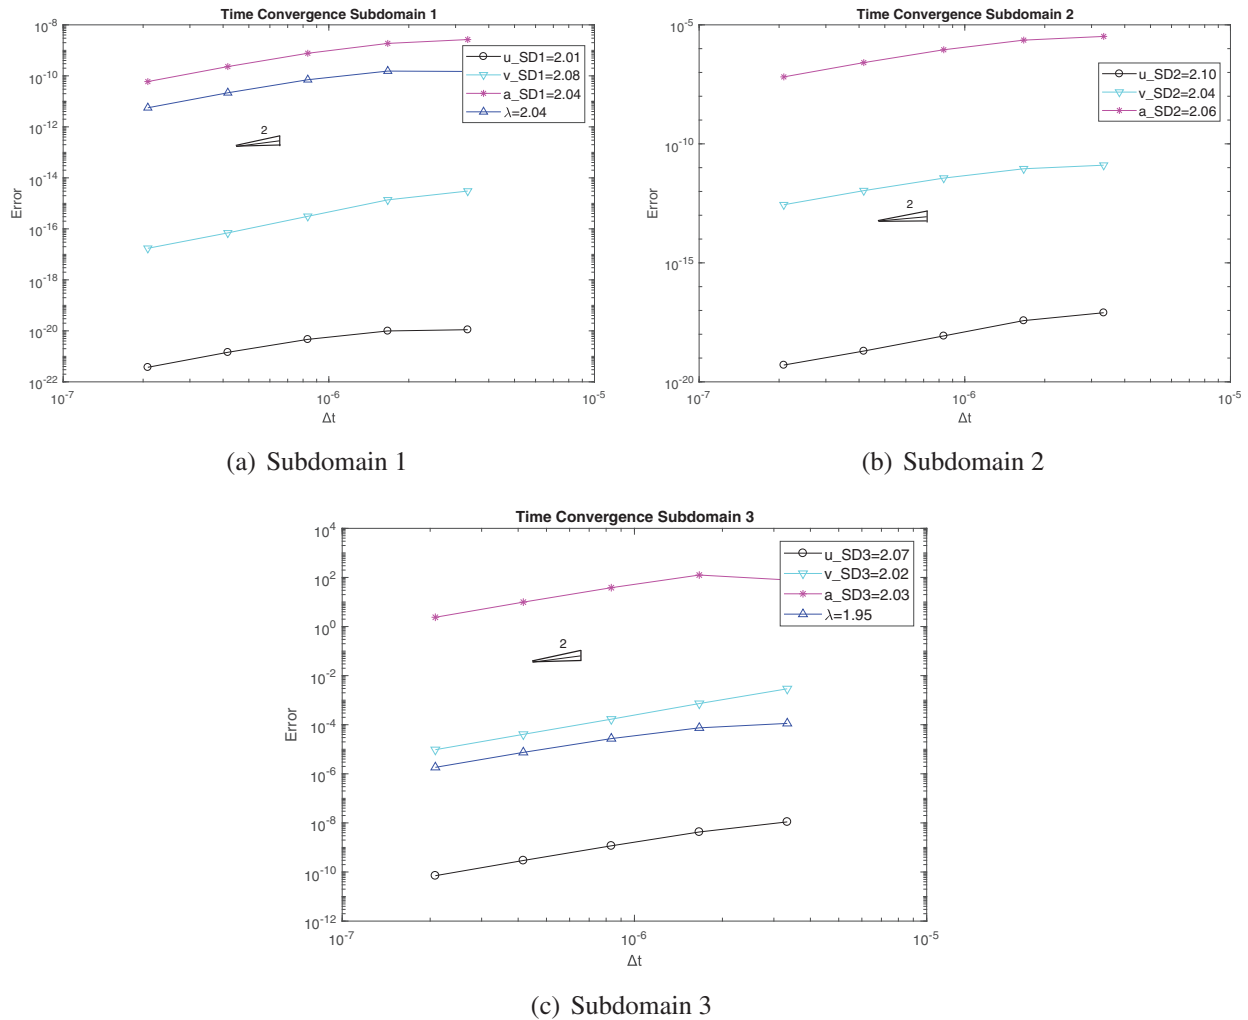 Time Convergence Subdomain 1
10^-8
10^-10
10^-12
10^-14
10^-16
10^-18
10^-20
10^-22
Error
u_SD1=2.01
v_SD1=2.08
a_SD1=2.04
λ=2.04
2
10^-7
10^-6
10^-5
Δt
(a) Subdomain 1
Time Convergence Subdomain 2
10^-5
10^-10
10^-15
10^-20
Error
u_SD2=2.10
v_SD2=2.04
a_SD2=2.06
2
10^-7
10^-6
10^-5
Δt
(b) Subdomain 2
Time Convergence Subdomain 3
10^4
10^2
10^0
10^-2
10^-4
10^-6
10^-8
10^-10
10^-12
Error
u_SD3=2.07
v_SD3=2.02
a_SD3=2.03
λ=1.95
2
10^-7
10^-6
10^-5
Δt
(c) Subdomain 3